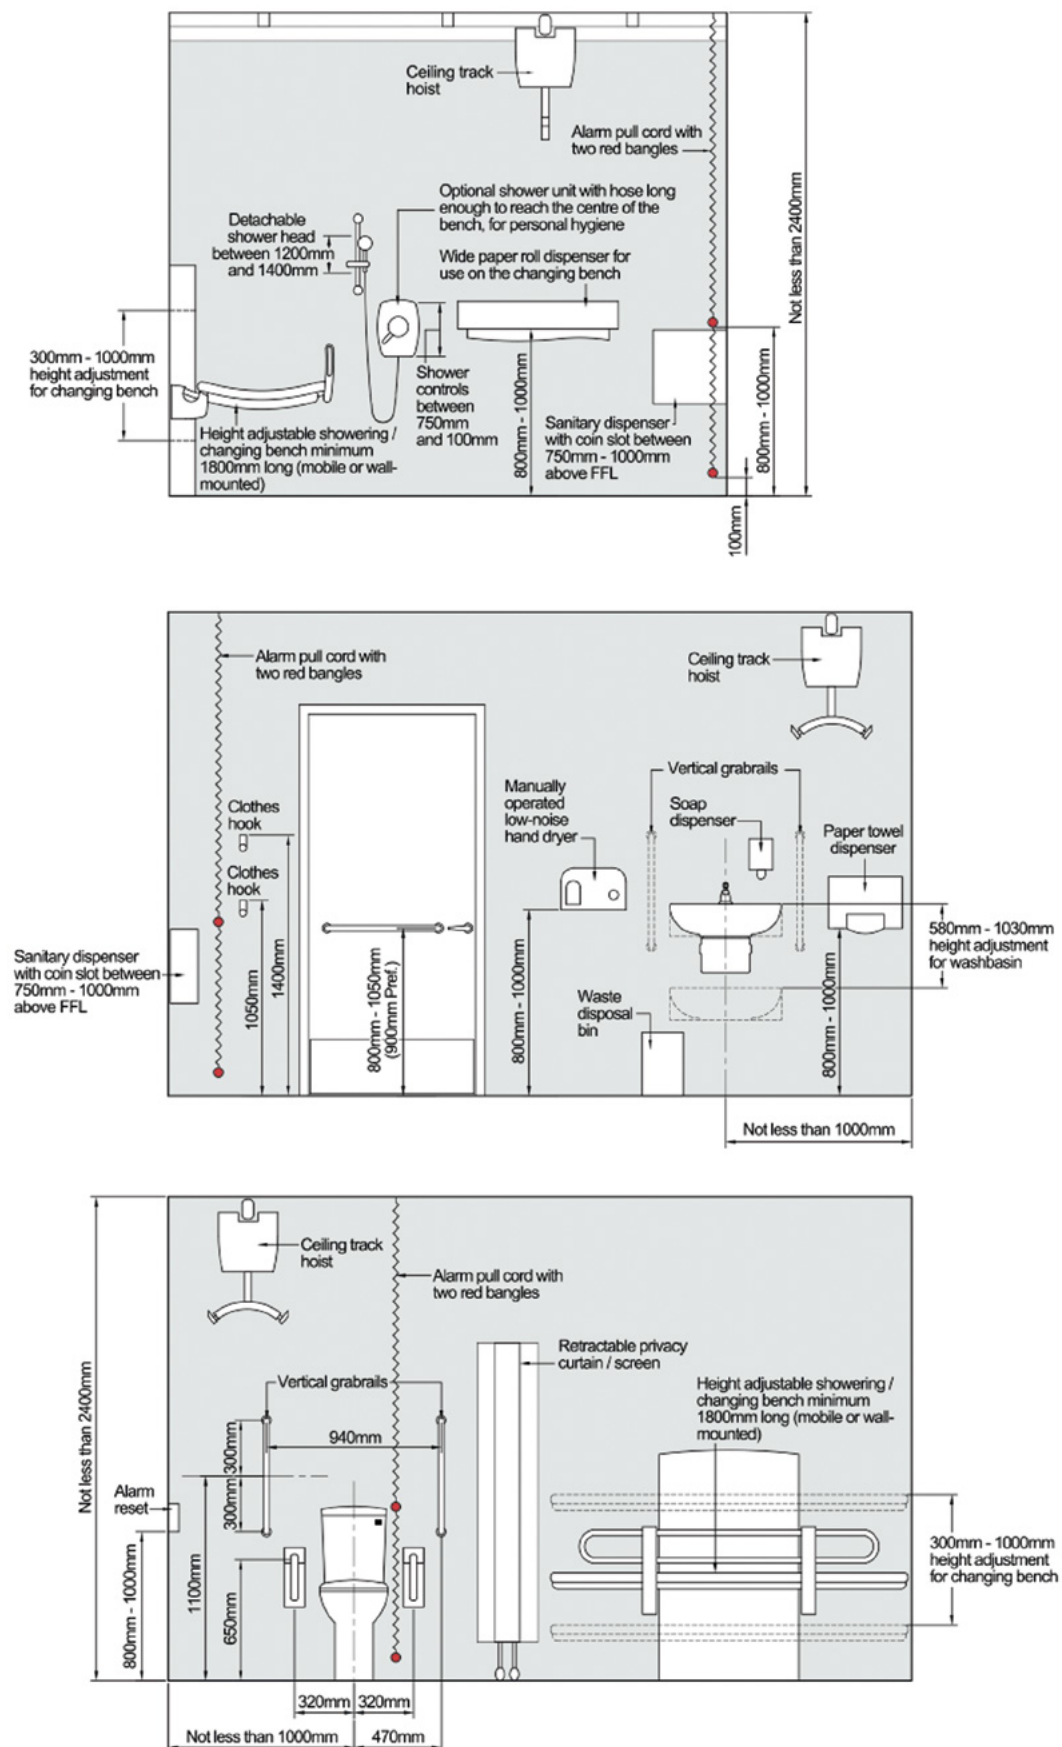 Ceiling track
hoist
Alarm pull cord with
two red bangles
Not less than 2400mm
Optional shower unit with hose long
enough to reach the centre of the
bench, for personal hygiene
Detachable
shower head
between 1200mm
and 1400mm
Wide paper roll dispenser for
use on the changing bench
300mm - 1000mm
height adjustment
for changing bench
Shower
controls
between
750mm
and 100mm
800mm - 1000mm
Sanitary dispenser
with coin slot between
750mm - 1000mm
above FFL
800mm - 1000mm
Height adjustable showering /
changing bench minimum
1800mm long (mobile or wall-
mounted)
100mm
Alarm pull cord with
two red bangles
Ceiling track
hoist
Vertical grabrails
Manually
operated
low-noise
hand dryer
Soap
dispenser
Clothes
hook
Paper towel
dispenser
Clothes
hook
Sanitary dispenser
with coin slot between
750mm - 1000mm
above FFL
1050mm
1400mm
800mm - 1050mm
(900mm Pref.)
800mm - 1000mm
580mm - 1030mm
height adjustment
for washbasin
Waste
disposal
bin
800mm - 1000mm
Not less than 1000mm
Ceiling track
hoist
Alarm pull cord with
two red bangles
Not less than 2400mm
Retractable privacy
curtain / screen
Vertical grabrails
Height adjustable showering /
changing bench minimum
1800mm long (mobile or wall-
mounted)
300mm
940mm
Alarm
reset
300mm
300mm - 1000mm
height adjustment
for changing bench
800mm - 1000mm
1100mm
650mm
320mm
320mm
Not less than 1000mm
470mm